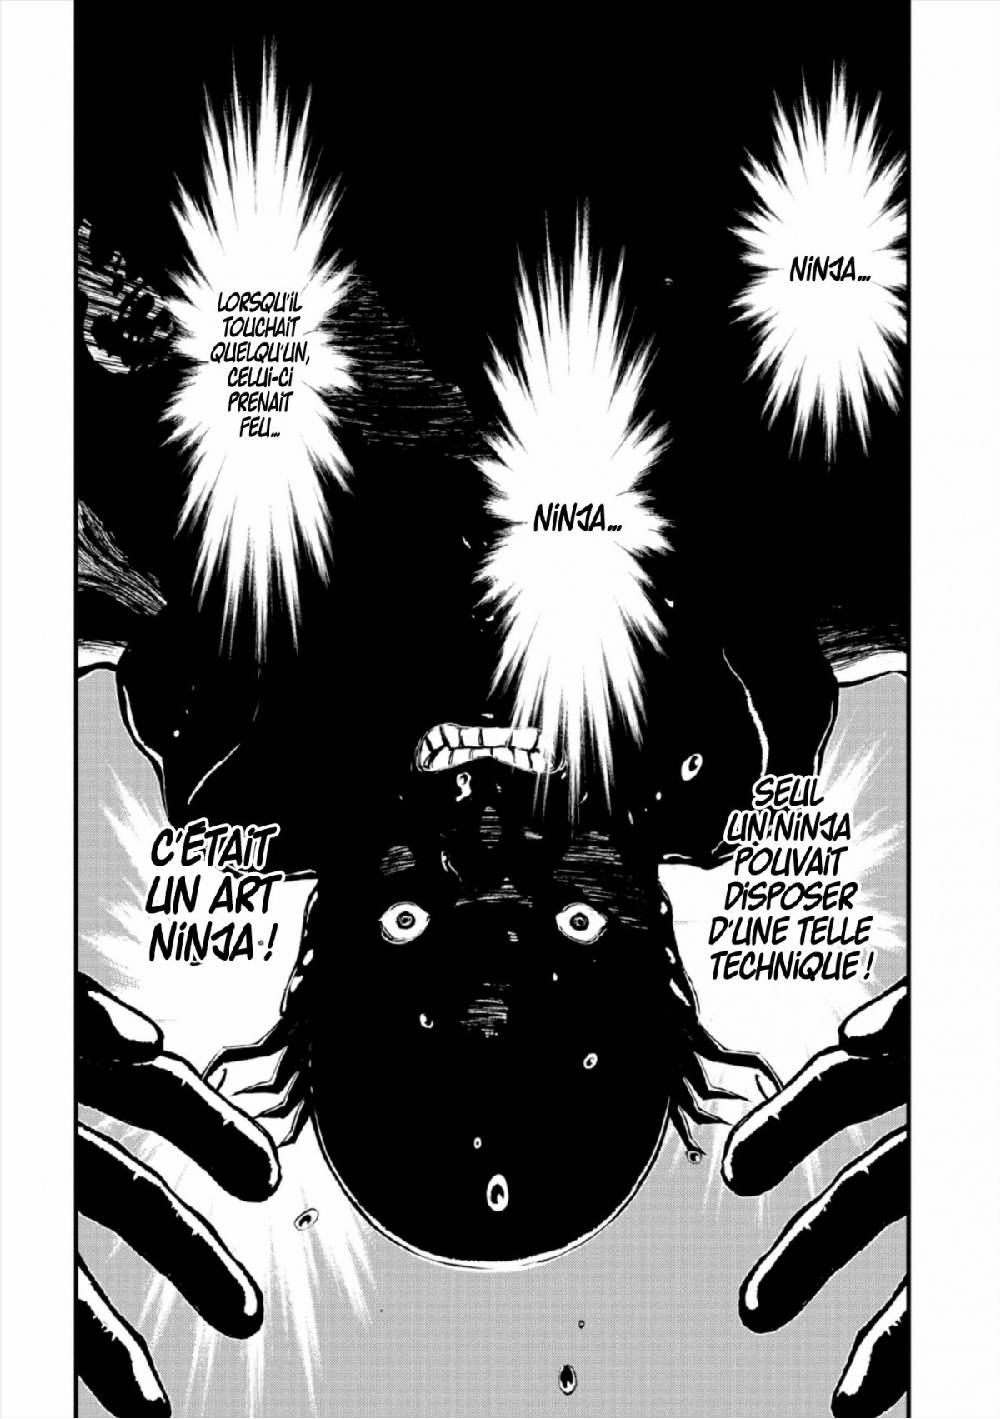 NINJA...
NINJA...
LORSQU'IL
TOUCHAIT
QUELQU'UN,
CELUI-CI
PRENAIT
FEU...
SEUL
UN NINJA
POUVAIT
DISPOSER
D'UNE TELLE
TECHNIQUE !
C'ÉTAIT
UN ART
NINJA !